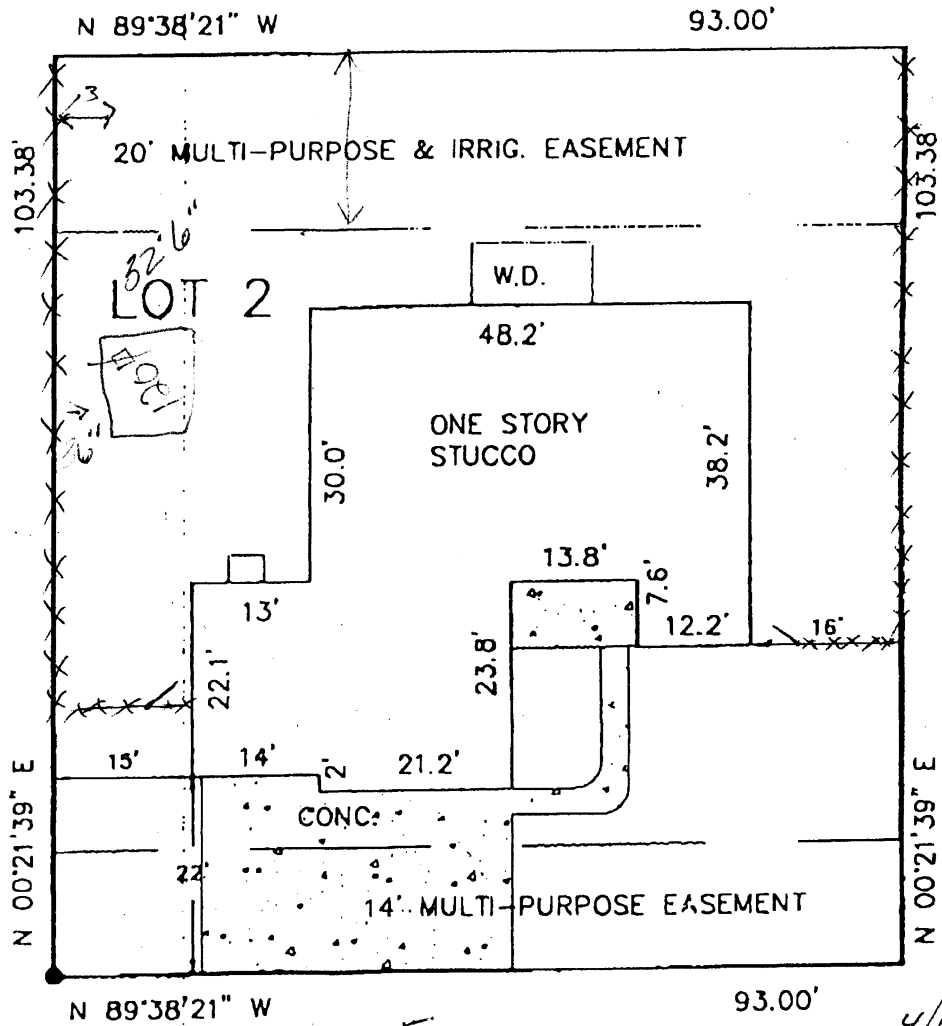 N 89°38'21" W 93.00'
3
103.38' 103.38'
20' MULTI-PURPOSE & IRRIG. EASEMENT
32' 6"
LOT 2
W.D.
48.2'
120
ONE STORY
STUCCO
30.0'
38.2'
13.8'
7.6'
13'
12.2'
16'
22.1'
23.8'
15'
14'
2'
21.2'
CONC.
22'
14' MULTI-PURPOSE EASEMENT
N 00°21'39" E N 00°21'39" E
N 89°38'21" W 93.00'